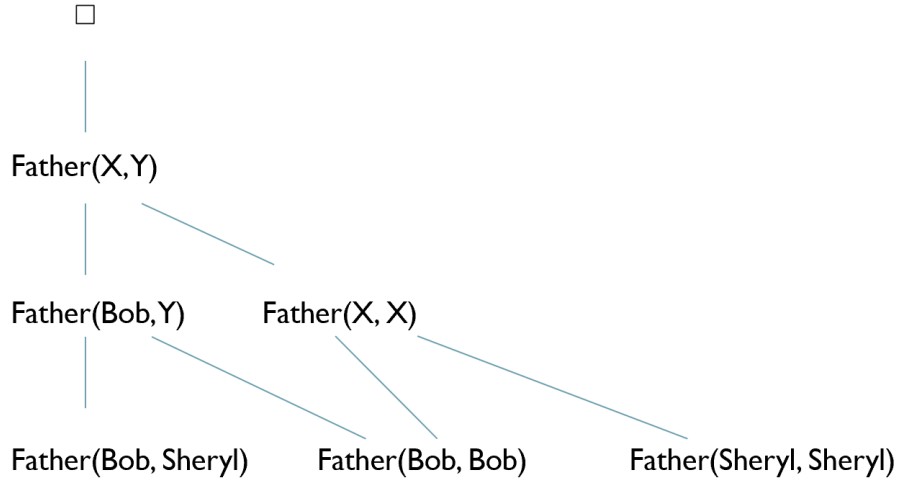 □
Father(X,Y)
Father(Bob,Y) Father(X, X)
Father(Bob, Sheryl) Father(Bob, Bob) Father(Sheryl, Sheryl)